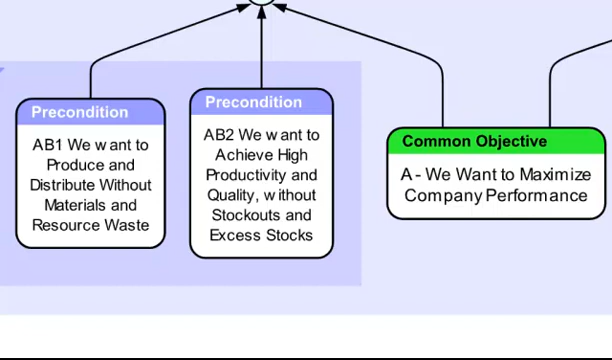 Precondition
AB1 We want to
Produce and
Distribute Without
Materials and
Resource Waste
Precondition
AB2 We want to
Achieve High
Productivity and
Quality, without
Stockouts and
Excess Stocks
Common Objective
A - We Want to Maximize
Company Performance